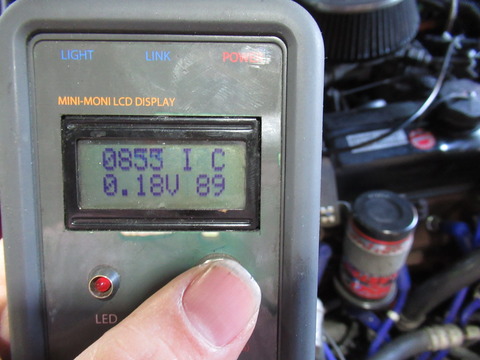 LIGHT LINK POWER
MINI-MONI LCD DISPLAY
0853 I C
0.18V 89
LED